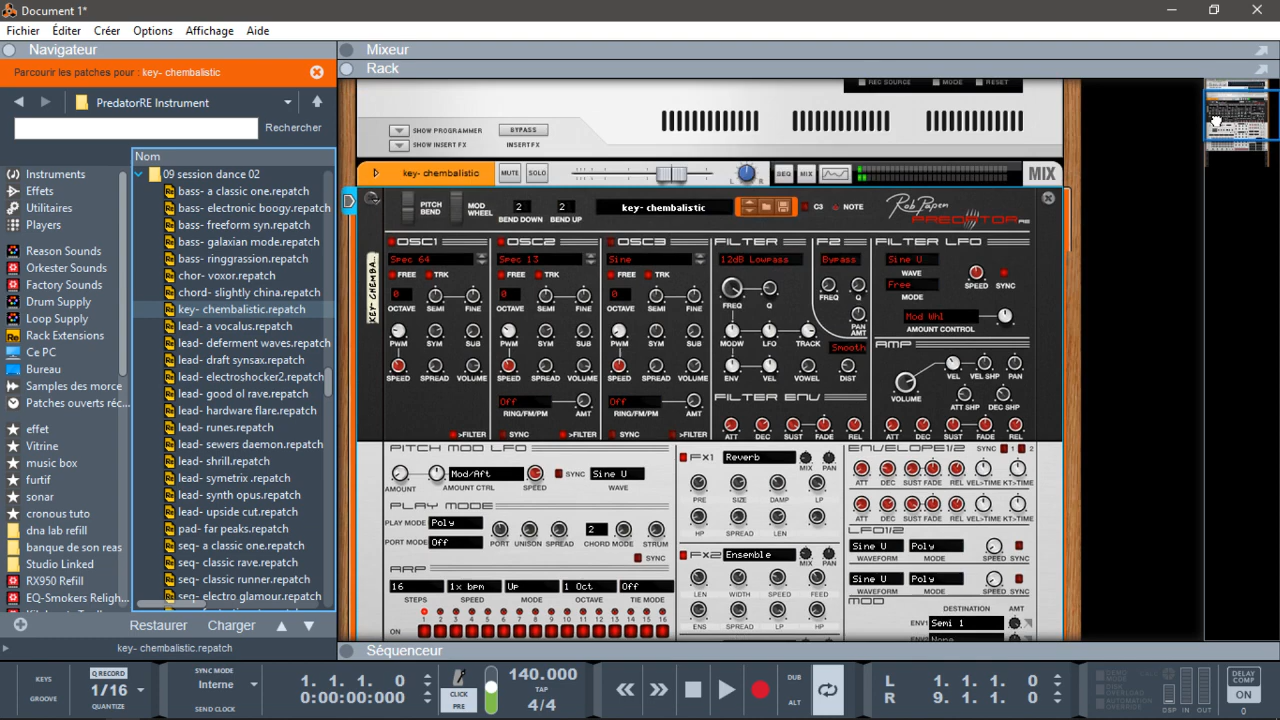 Document 1*
Fichier Éditer Créer Options Affichage Aide
Navigateur
Parcourir les patches pour : key- chembalistic
PredatorRE Instrument
Rechercher
Instruments
Effets
Utilitaires
Players
Reason Sounds
Orkester Sounds
Factory Sounds
Drum Supply
Loop Supply
Rack Extensions
Ce PC
Bureau
Samples des morce
Patches ouverts réc...
effet
Vitrine
music box
furtif
sonar
cronous tuto
dna lab refill
banque de son reas
Studio Linked
RX950 Refill
EQ-Smokers Religh...
Nom
09 session dance 02
bass- a classic one.repatch
bass- electronic boogy.repatch
bass- freeform syn.repatch
bass- galaxian mode.repatch
bass- ringgrassion.repatch
chor- voxor.repatch
chord- slightly china.repatch
key- chembalistic.repatch
lead- a vocalus.repatch
lead- deferment waves.repatch
lead- draft synsax.repatch
lead- electroshocker2.repatch
lead- good ol rave.repatch
lead- hardware flare.repatch
lead- runes.repatch
lead- sewers daemon.repatch
lead- shrill.repatch
lead- symetrix .repatch
lead- synth opus.repatch
lead- upside cut.repatch
pad- far peaks.repatch
seq- a classic one.repatch
seq- classic rave.repatch
seq- classic runner.repatch
seq- electro glamour.repatch
Restaurer Charger
key- chembalistic.repatch
Mixeur
Rack
REC SOURCE MODE RESET
SHOW PROGRAMMER BYPASS
SHOW INSERT FX INSERT FX
key- chembalistic MUTE SOLO L R SEQ MIX MIX
PITCH BEND MOD WHEEL 2 2 key- chembalistic C3 NOTE Rob Papen PREDATOR RE
BEND DOWN BEND UP
KEY- CHEMBA...
OSC1 OSC2 OSC3 FILTER F2 FILTER LFO
Spec 64 Spec 13 Sine 12dB Lowpass Bypass Sine U
WAVE
FREE TRK FREE TRK FREE TRK
Free
MODE SPEED SYNC
0 0 0
OCTAVE SEMI FINE OCTAVE SEMI FINE OCTAVE SEMI FINE FREQ Q FREQ Q
Mod Whl
AMOUNT CONTROL
PAN AMT
PWM SYM SUB PWM SYM SUB PWM SYM SUB MODW LFO TRACK
Smooth AMP
SPEED SPREAD VOLUME SPEED SPREAD VOLUME SPEED SPREAD VOLUME ENV VEL VOWEL DIST
VOLUME VEL VEL SHP PAN
ATT SHP DEC SHP
Off Off FILTER ENV
RING/FM/PM AMT RING/FM/PM AMT
ATT DEC SUST FADE REL ATT DEC SUST FADE REL
>FILTER SYNC >FILTER SYNC >FILTER
PITCH MOD LFO
Mod/Aft SYNC Sine U
AMOUNT AMOUNT CTRL SPEED WAVE
PLAY MODE
PLAY MODE Poly
PORT MODE Off
2
PORT UNISON SPREAD CHORD MODE STRUM
SYNC
ARP
16 1x bpm Up 1 Oct Off
STEPS SPEED MODE OCTAVE TIE MODE
1 2 3 4 5 6 7 8 9 10 11 12 13 14 15 16
ON
FX1 Reverb MIX PAN
PRE SIZE DAMP LP
HP SPREAD LEN
FX2 Ensemble MIX PAN
LEN WIDTH SPEED FEED
ENS SPREAD LP HP
ENVELOPE1/2 SYNC 1 2
ATT DEC SUST FADE REL VEL>TIME KT>TIME
ATT DEC SUST FADE REL VEL>TIME KT>TIME
LFO1/2
Sine U Poly
WAVEFORM MODE SPEED SYNC
Sine U Poly
WAVEFORM MODE SPEED SYNC
MOD
DESTINATION AMT
ENV1 Semi 1
None
Séquenceur
KEYS
GROOVE
Q RECORD
1/16
QUANTIZE
SYNC MODE
Interne
SEND CLOCK
1. 1. 1. 0
0:00:00:000
CLICK
PRE
140.000
TAP
4/4
DUB
ALT
L 1. 1. 1. 0
R 9. 1. 1. 0
DSP IN OUT
DELAY COMP
ON
0